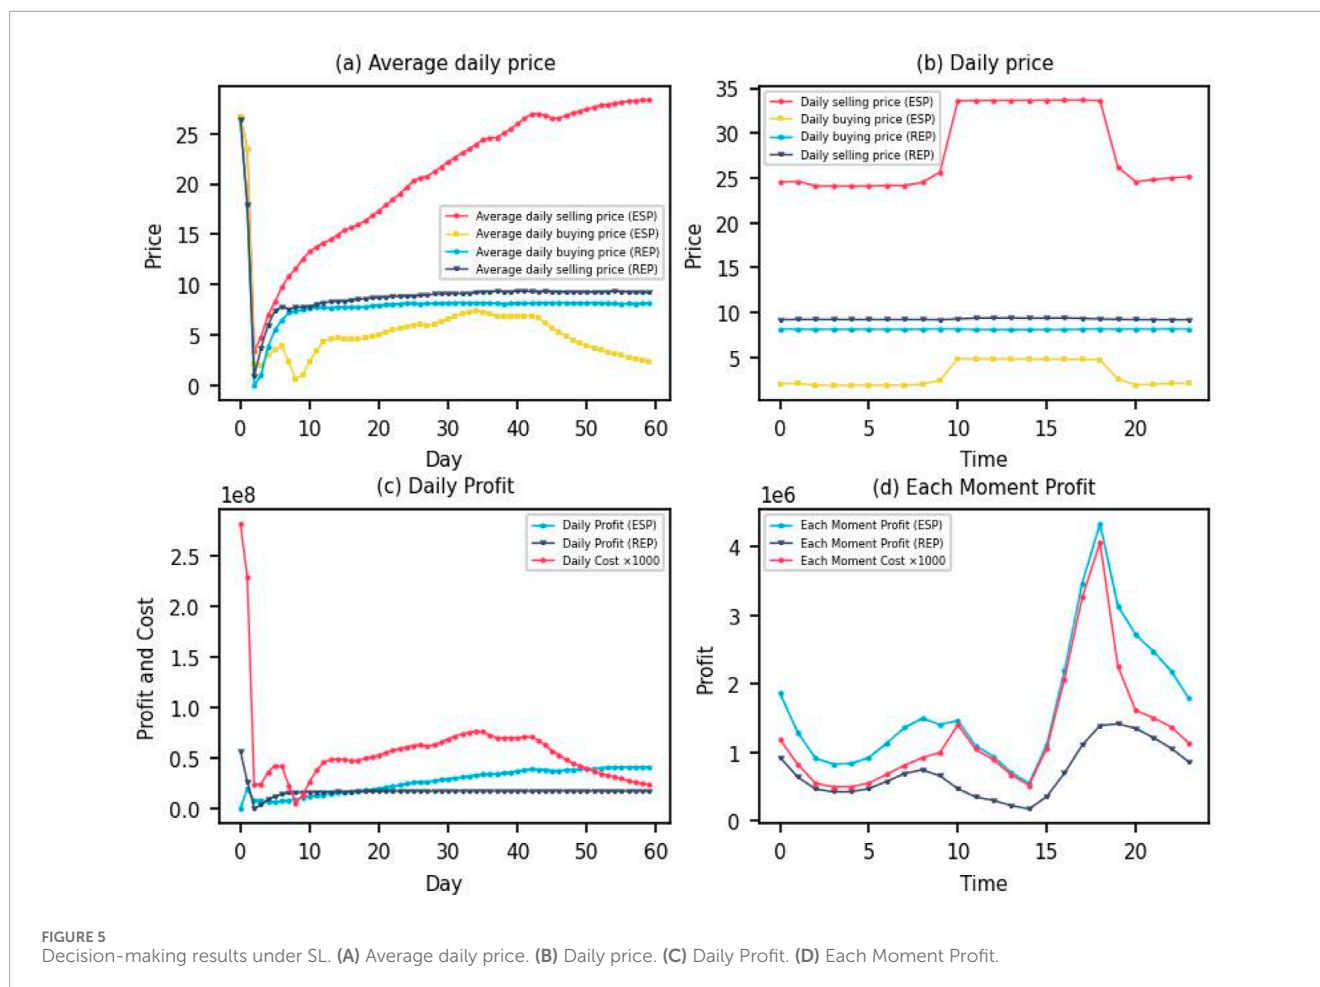 (a) Average daily price
25
20
15
10
5
0
Price
0 10 20 30 40 50 60
Day
Average daily selling price (ESP)
Average daily buying price (ESP)
Average daily buying price (REP)
Average daily selling price (REP)
(b) Daily price
35
30
25
20
15
10
5
Price
0 5 10 15 20
Time
Daily selling price (ESP)
Daily buying price (ESP)
Daily buying price (REP)
Daily selling price (REP)
(c) Daily Profit
1e8
2.5
2.0
1.5
1.0
0.5
0.0
Profit and Cost
0 10 20 30 40 50 60
Day
Daily Profit (ESP)
Daily Profit (REP)
Daily Cost ×1000
(d) Each Moment Profit
1e6
4
3
2
1
0
Profit
0 5 10 15 20
Time
Each Moment Profit (ESP)
Each Moment Profit (REP)
Each Moment Cost ×1000
FIGURE 5
Decision-making results under SL. (A) Average daily price. (B) Daily price. (C) Daily Profit. (D) Each Moment Profit.